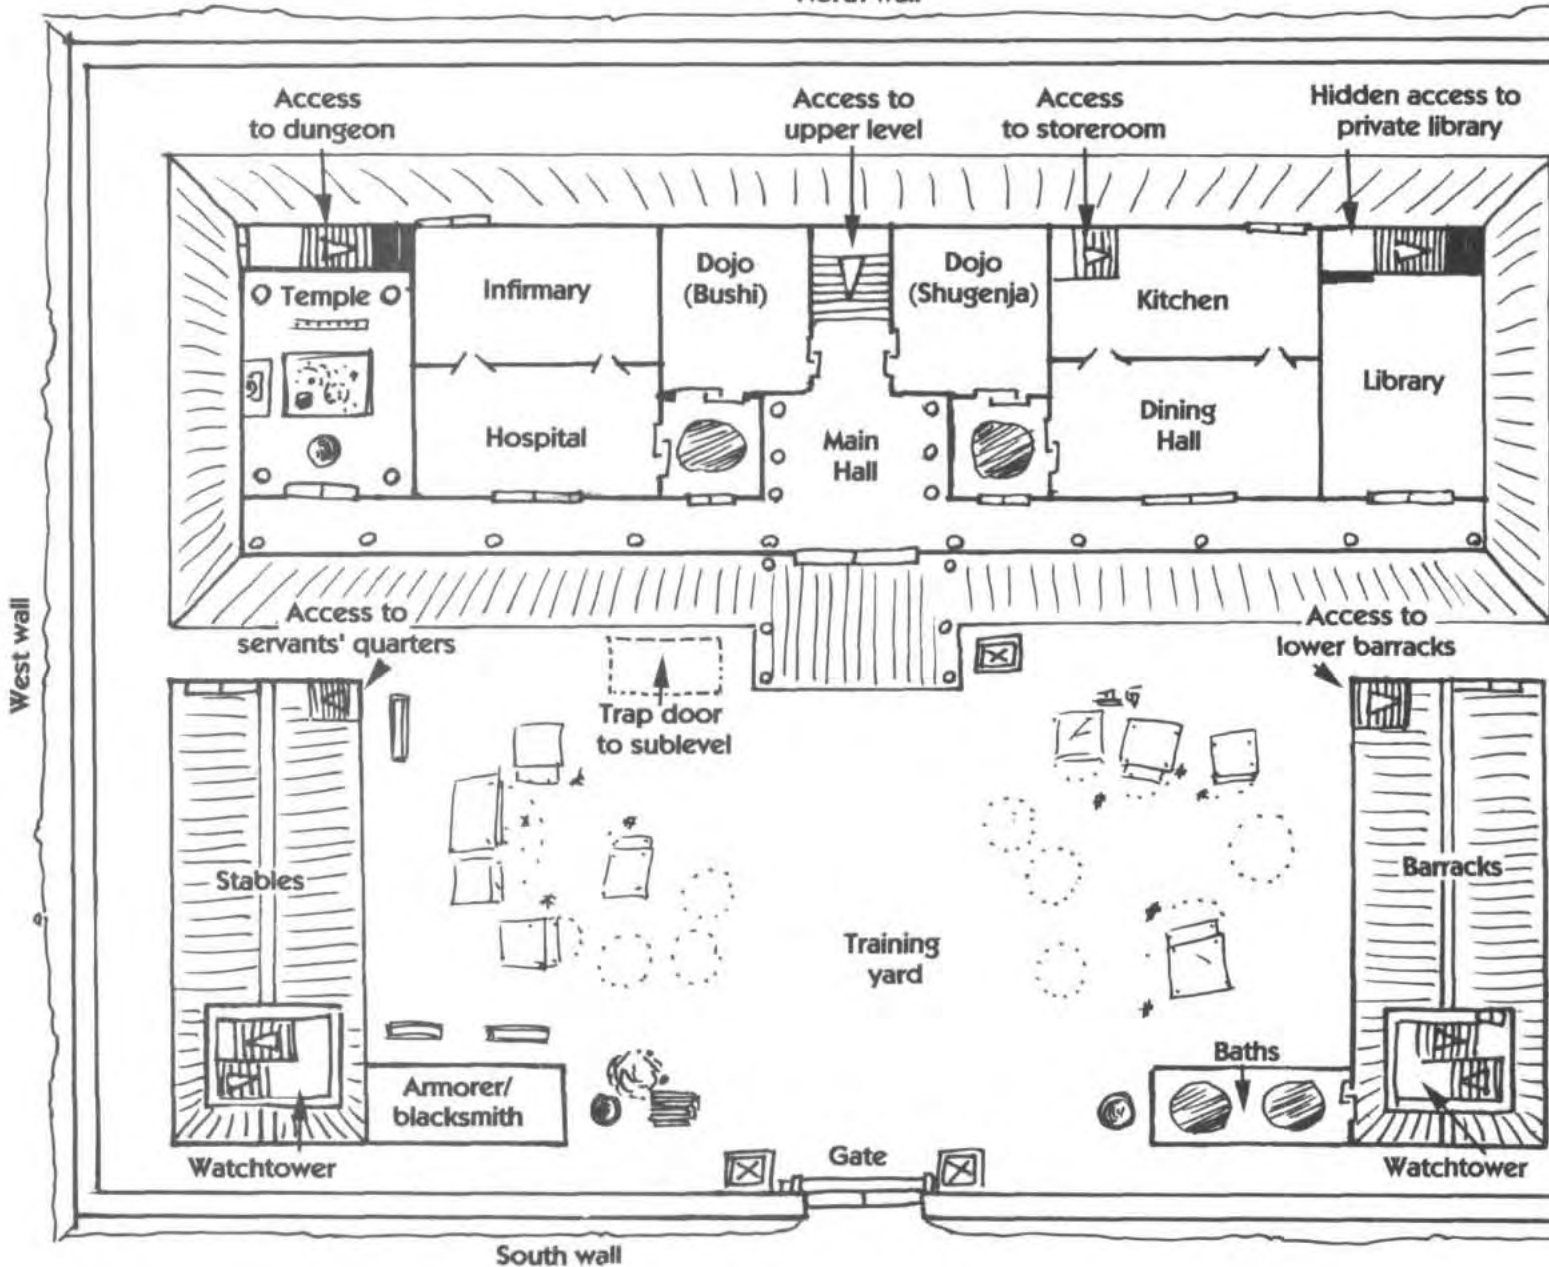 Access
to dungeon
Access to
upper level
Access
to storeroom
Hidden access to
private library
Temple
Infirmary
Dojo
(Bushi)
Dojo
(Shugenja)
Kitchen
Library
Hospital
Main
Hall
Dining
Hall
West wall
Access to
servants' quarters
Trap door
to sublevel
Access to
lower barracks
Stables
Training
yard
Barracks
Armorer/
blacksmith
Baths
Watchtower
Gate
Watchtower
South wall